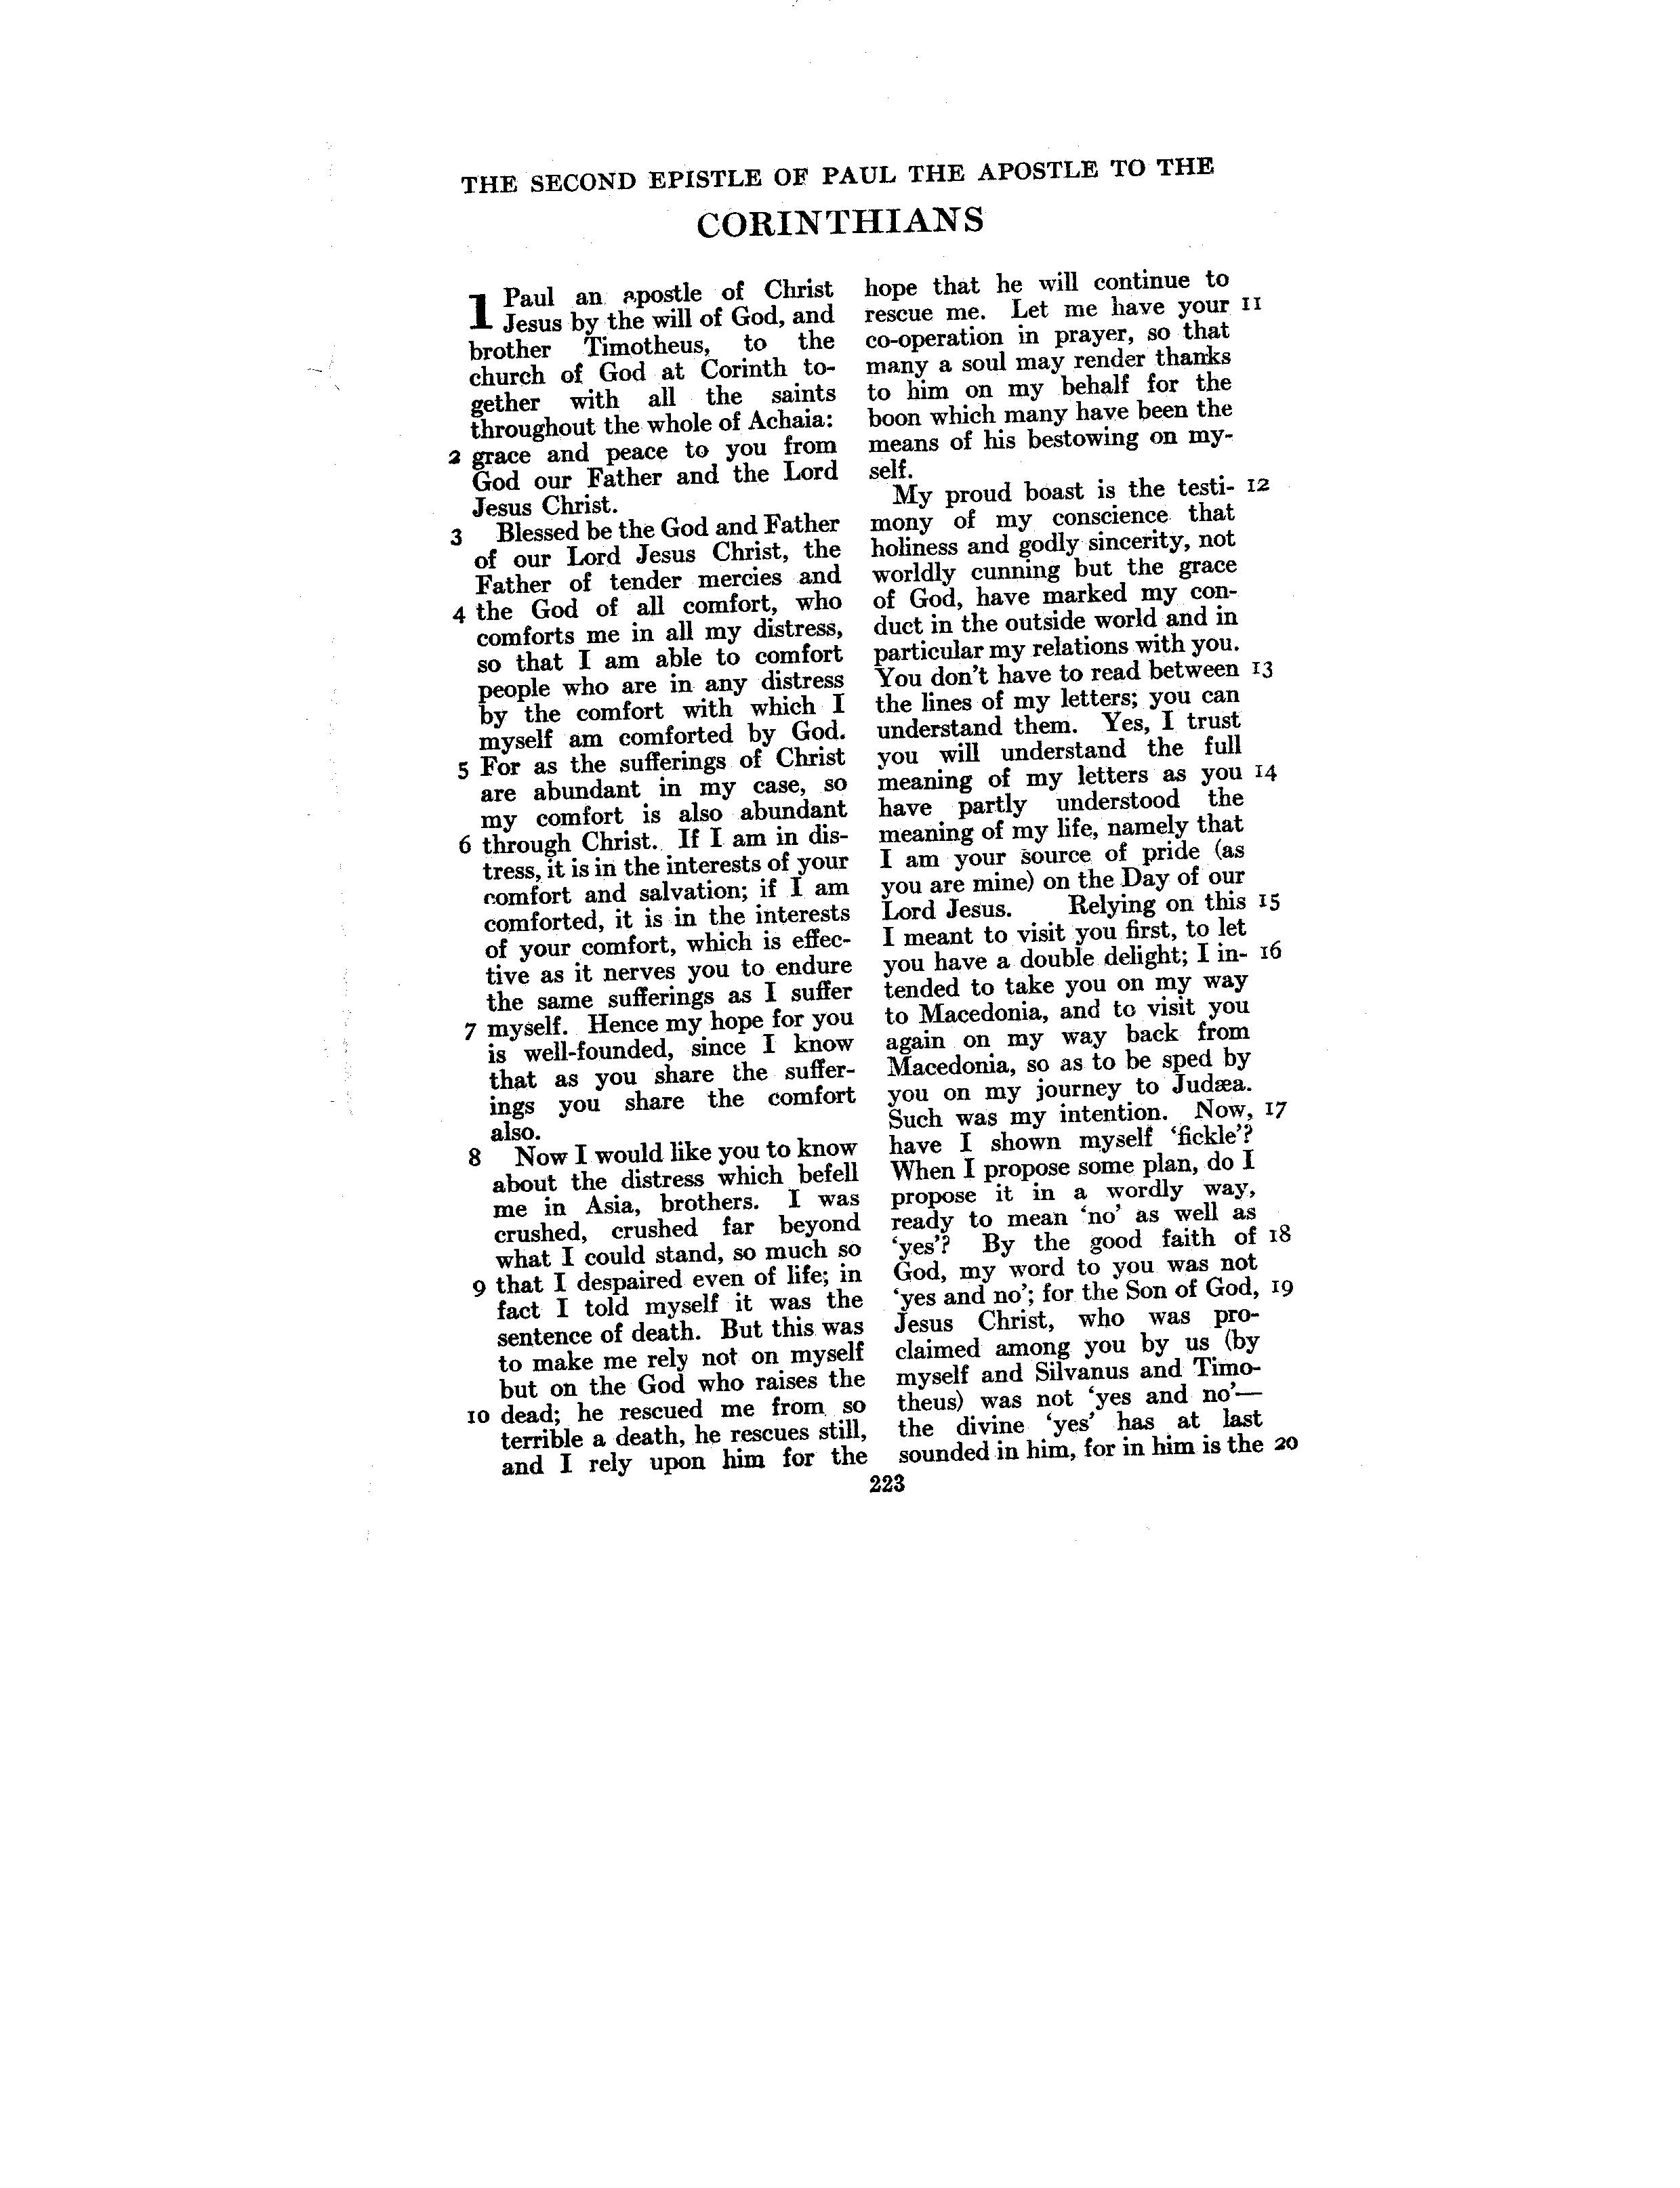 THE SECOND EPISTLE OF PAUL THE APOSTLE TO THE
CORINTHIANS
1 Paul an apostle of Christ
Jesus by the will of God, and
brother Timotheus, to the
church of God at Corinth to-
gether with all the saints
throughout the whole of Achaia:
2 grace and peace to you from
God our Father and the Lord
Jesus Christ.
3 Blessed be the God and Father
of our Lord Jesus Christ, the
Father of tender mercies and
4 the God of all comfort, who
comforts me in all my distress,
so that I am able to comfort
people who are in any distress
by the comfort with which I
myself am comforted by God.
5 For as the sufferings of Christ
are abundant in my case, so
my comfort is also abundant
6 through Christ. If I am in dis-
tress, it is in the interests of your
comfort and salvation; if I am
comforted, it is in the interests
of your comfort, which is effec-
tive as it nerves you to endure
the same sufferings as I suffer
7 myself. Hence my hope for you
is well-founded, since I know
that as you share the suffer-
ings you share the comfort
also.
8 Now I would like you to know
about the distress which befell
me in Asia, brothers. I was
crushed, crushed far beyond
what I could stand, so much so
9 that I despaired even of life; in
fact I told myself it was the
sentence of death. But this was
to make me rely not on myself
but on the God who raises the
10 dead; he rescued me from so
terrible a death, he rescues still,
and I rely upon him for the
hope that he will continue to
rescue me. Let me have your 11
co-operation in prayer, so that
many a soul may render thanks
to him on my behalf for the
boon which many have been the
means of his bestowing on my-
self.
My proud boast is the testi- 12
mony of my conscience that
holiness and godly sincerity, not
worldly cunning but the grace
of God, have marked my con-
duct in the outside world and in
particular my relations with you.
You don't have to read between 13
the lines of my letters; you can
understand them. Yes, I trust
you will understand the full
meaning of my letters as you 14
have partly understood the
meaning of my life, namely that
I am your source of pride (as
you are mine) on the Day of our
Lord Jesus. Relying on this 15
I meant to visit you first, to let
you have a double delight; I in- 16
tended to take you on my way
to Macedonia, and to visit you
again on my way back from
Macedonia, so as to be sped by
you on my journey to Judæa.
Such was my intention. Now, 17
have I shown myself ‘fickle’?
When I propose some plan, do I
propose it in a wordly way,
ready to mean ‘no’ as well as
‘yes’? By the good faith of 18
God, my word to you was not
‘yes and no’; for the Son of God, 19
Jesus Christ, who was pro-
claimed among you by us (by
myself and Silvanus and Timo-
theus) was not ‘yes and no’—
the divine ‘yes’ has at last
sounded in him, for in him is the 20
223